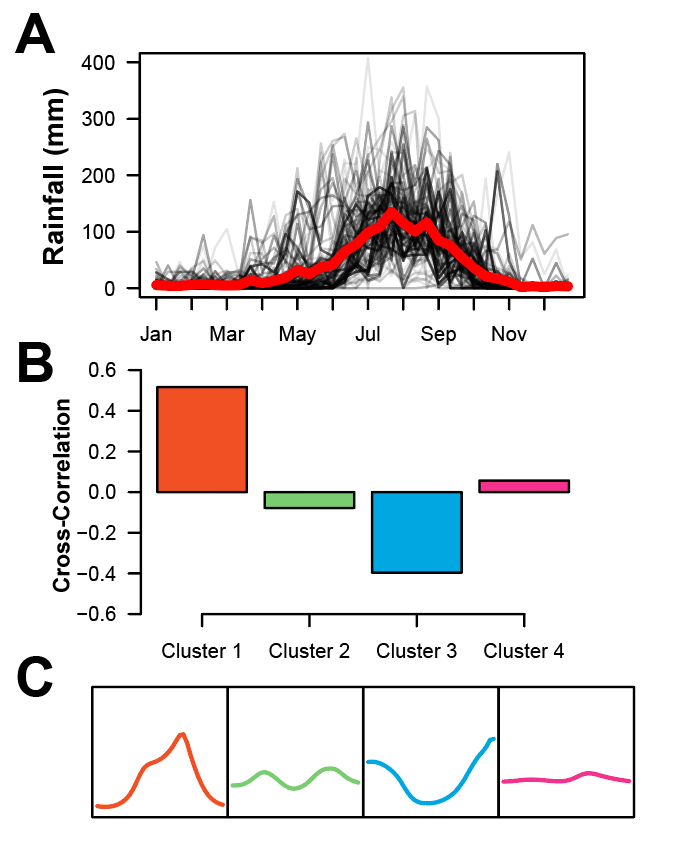 A
Rainfall (mm)
400
300
200
100
0
Jan Mar May Jul Sep Nov
B
Cross-Correlation
0.6
0.4
0.2
0.0
−0.2
−0.4
−0.6
Cluster 1 Cluster 2 Cluster 3 Cluster 4
C